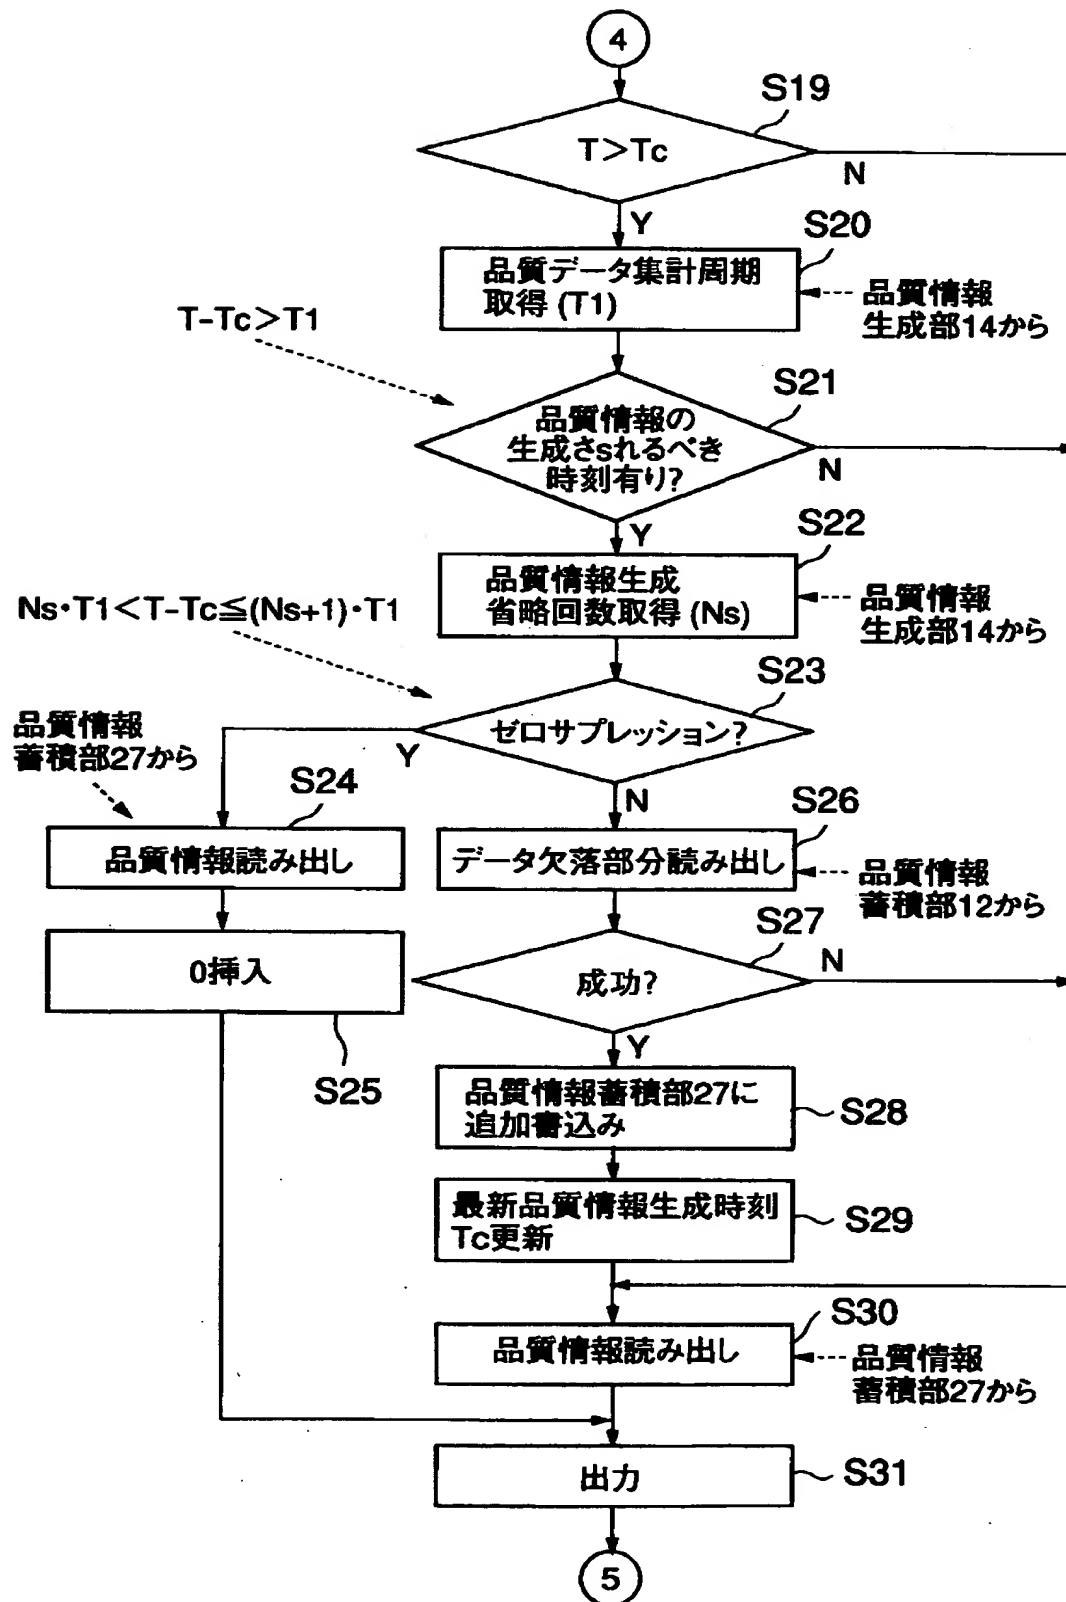 4
S19
T>Tc
N
Y
S20
品質データ集計周期
取得 (T1)
品質情報
生成部14から
T-Tc>T1
S21
品質情報の
生成さsれるべき
時刻有り?
N
Y
S22
品質情報生成
省略回数取得 (Ns)
品質情報
生成部14から
Ns・T1<T-Tc≦(Ns+1)・T1
S23
ゼロサプレッション?
Y
N
品質情報
蓄積部27から
S24
品質情報読み出し
S26
データ欠落部分読み出し
品質情報
蓄積部12から
0挿入
S25
S27
成功?
N
Y
品質情報蓄積部27に
追加書込み
S28
最新品質情報生成時刻
Tc更新
S29
S30
品質情報読み出し
品質情報
蓄積部27から
出力
S31
5